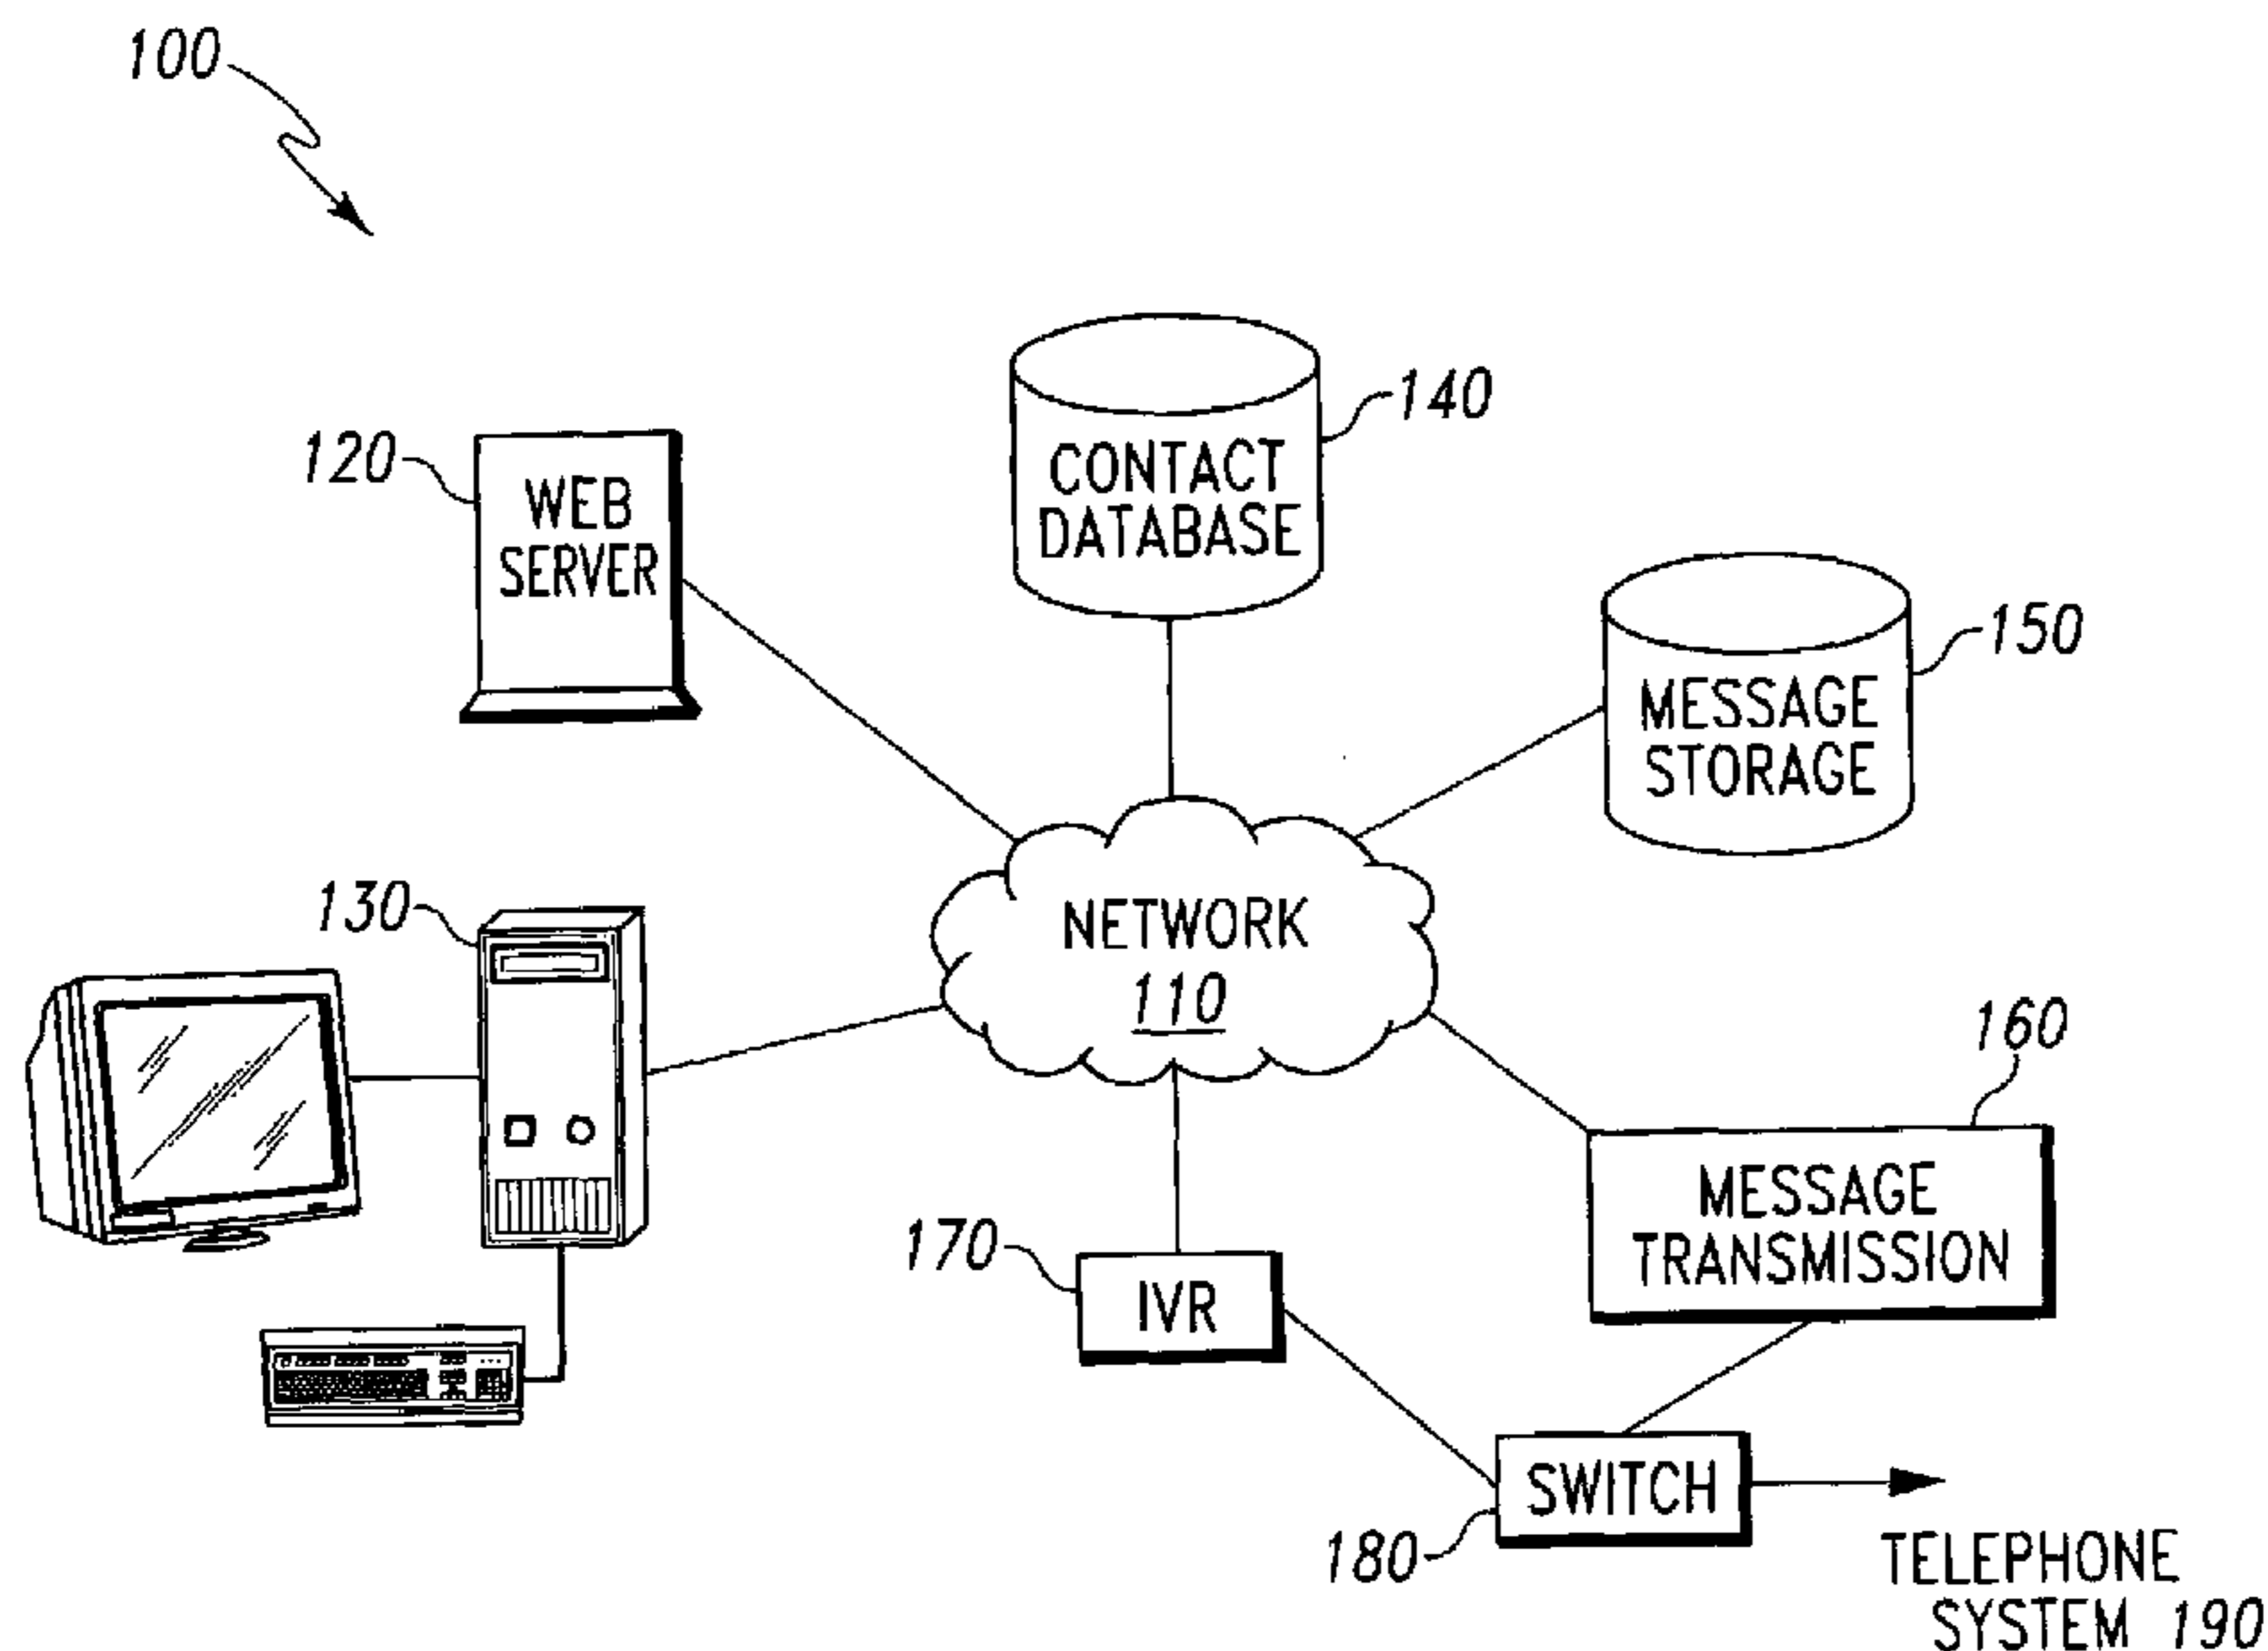 100
140
120
CONTACT
DATABASE
WEB
SERVER
150
MESSAGE
STORAGE
130
NETWORK
110
160
MESSAGE
TRANSMISSION
170
IVR
SWITCH
180
TELEPHONE
SYSTEM 190